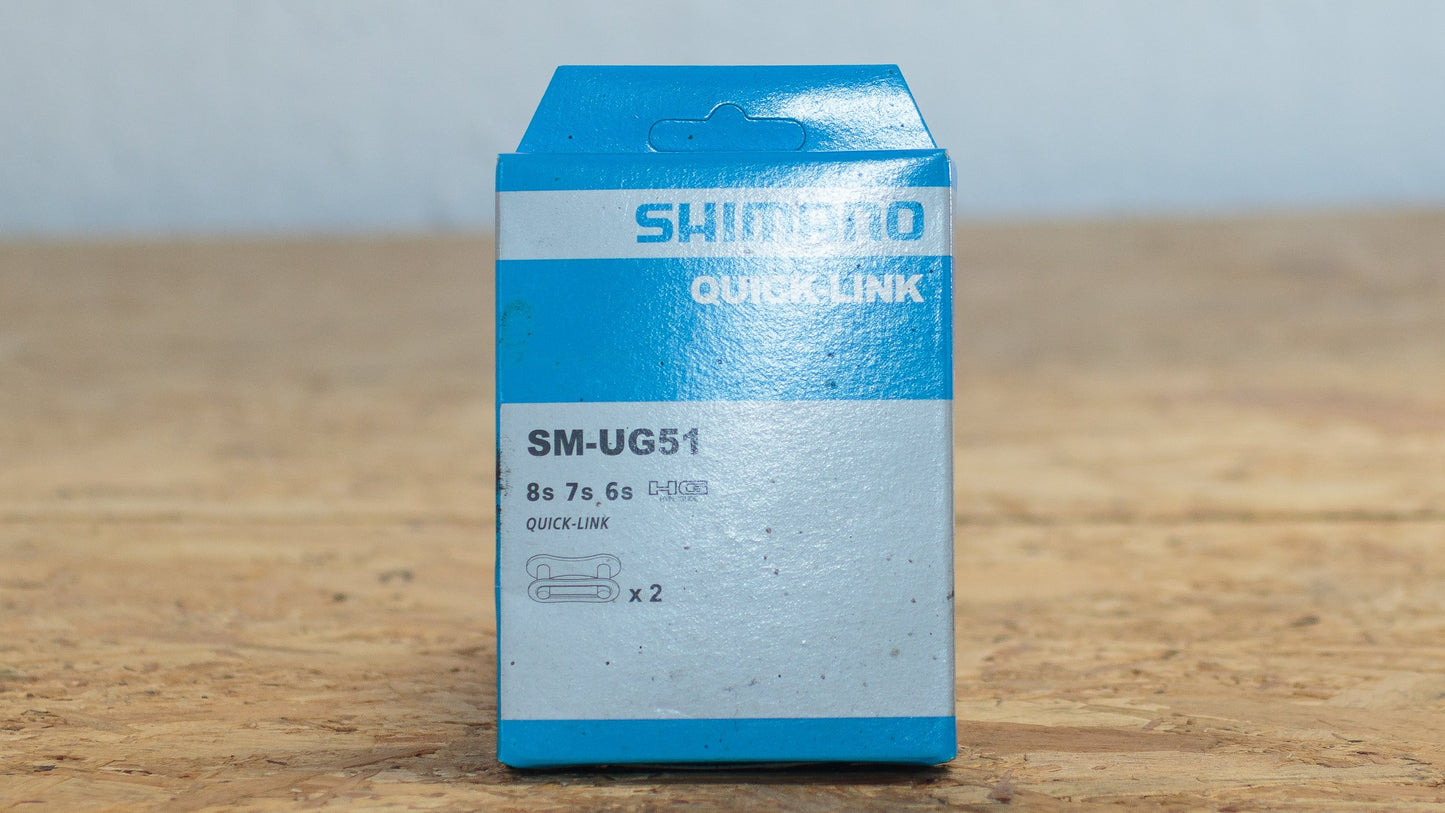 SHIMANO
QUICK-LINK
SM-UG51
8s 7s 6s HG
QUICK-LINK
x 2